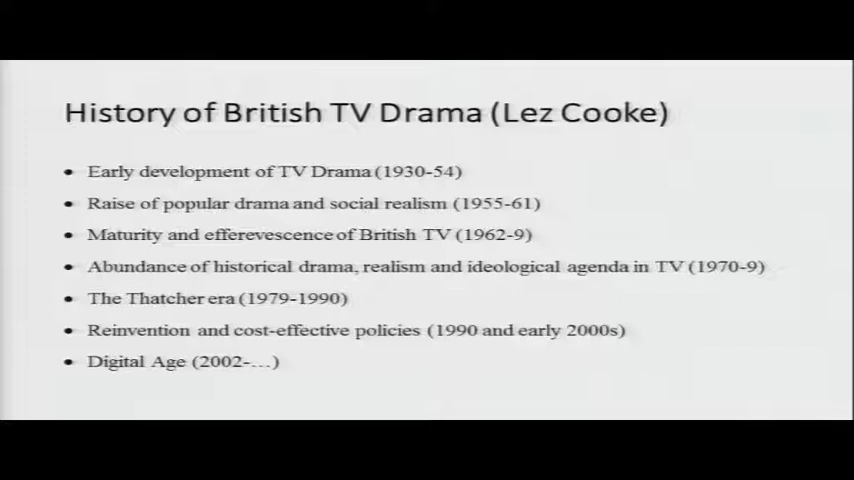 History of British TV Drama (Lez Cooke)
• Early development of TV Drama (1930-54)
• Raise of popular drama and social realism (1955-61)
• Maturity and efferevescence of British TV (1962-9)
• Abundance of historical drama, realism and ideological agenda in TV (1970-9)
• The Thatcher era (1979-1990)
• Reinvention and cost-effective policies (1990 and early 2000s)
• Digital Age (2002-...)